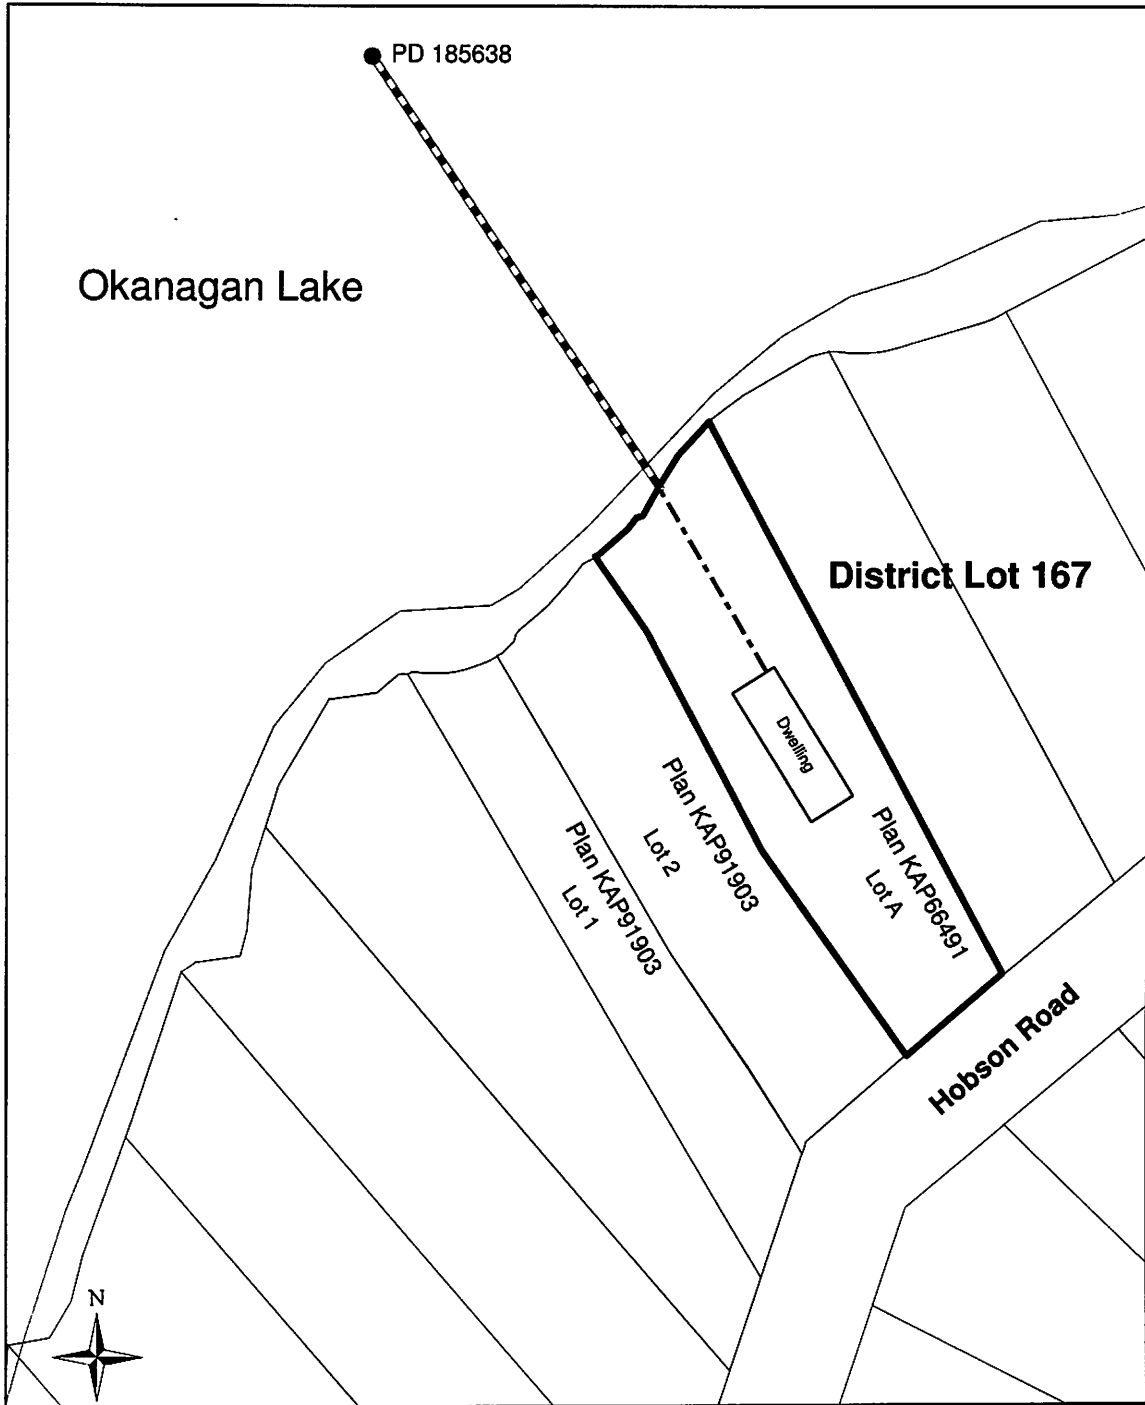 PD 185638
Okanagan Lake
District Lot 167
Dwelling
Plan KAP91903
Lot 2
Plan KAP91903
Lot 1
Plan KAP66491
Lot A
Hobson Road
N